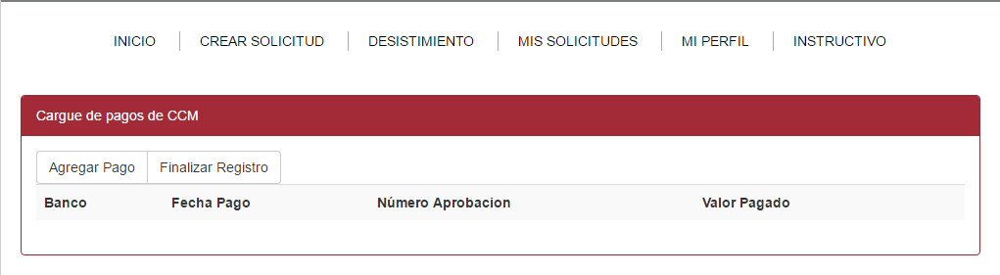 INICIO CREAR SOLICITUD DESISTIMIENTO MIS SOLICITUDES MI PERFIL INSTRUCTIVO
Cargue de pagos de CCM
Agregar Pago Finalizar Registro
Banco Fecha Pago Número Aprobacion Valor Pagado